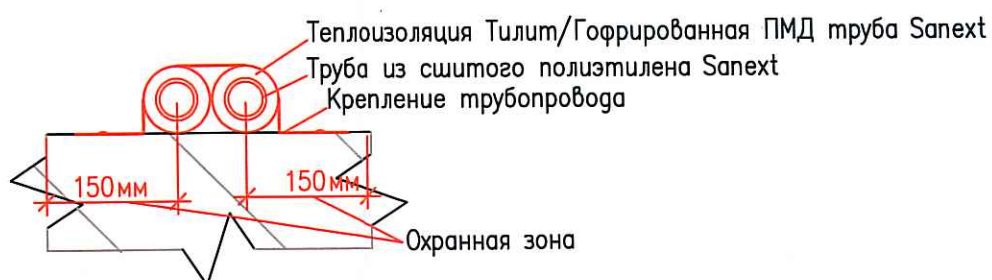 Теплоизоляция Тилит/Гофрированная ПМД труба Sanext
Труба из сшитого полиэтилена Sanext
Крепление трубопровода
150мм
150мм
Охранная зона